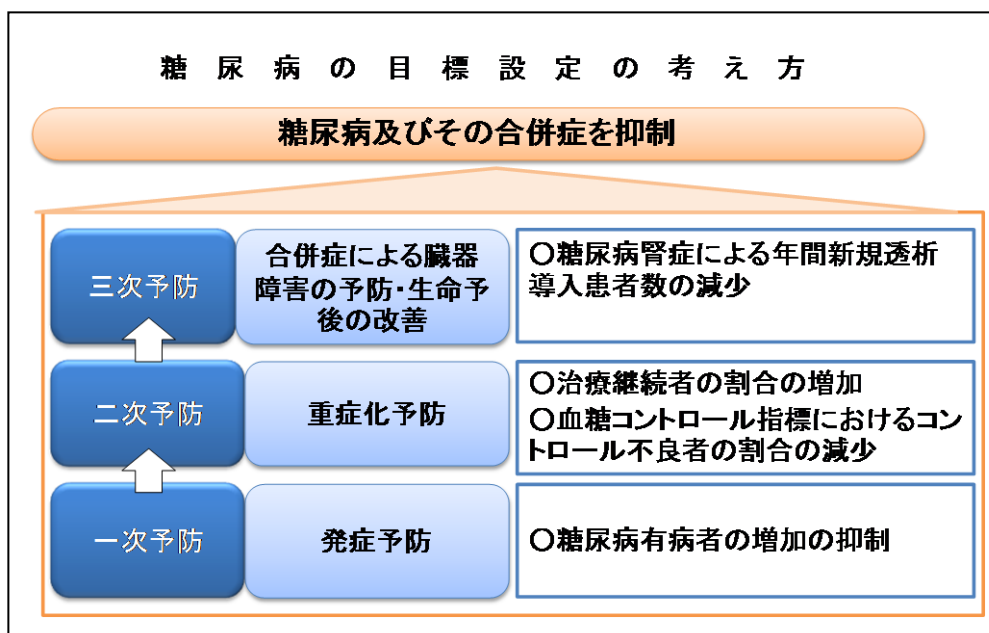 糖尿病の目標設定の考え方
糖尿病及びその合併症を抑制
三次予防
合併症による臓器
障害の予防・生命予
後の改善
〇糖尿病腎症による年間新規透析
導入患者数の減少
二次予防
重症化予防
〇治療継続者の割合の増加
〇血糖コントロール指標におけるコン
トロール不良者の割合の減少
一次予防
発症予防
〇糖尿病有病者の増加の抑制